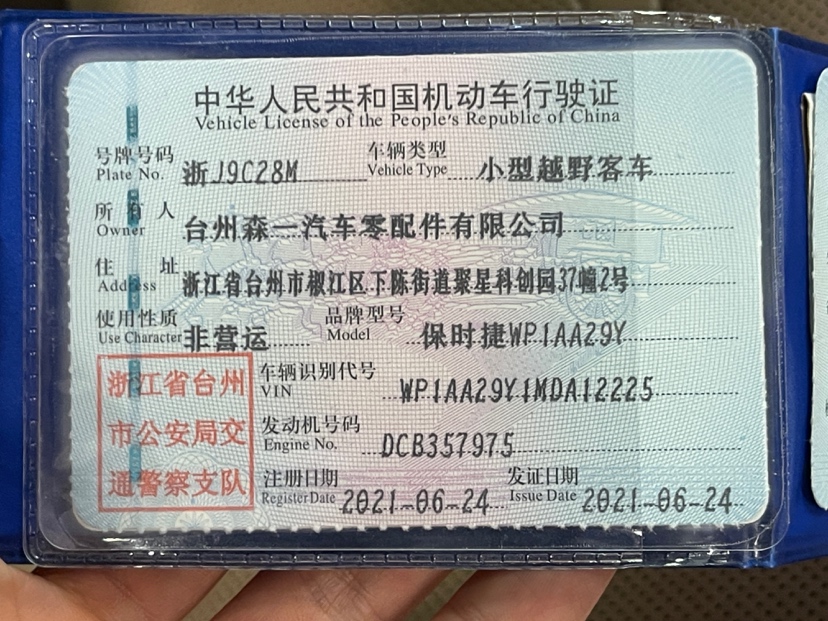 中华人民共和国机动车行驶证
Vehicle License of the People's Republic of China
号牌号码 浙J9C28M 车辆类型 小型越野客车
Plate No. Vehicle Type
所有人 台州森一汽车零配件有限公司
Owner
住址 浙江省台州市椒江区下陈街道聚星科创园37幢2号
Address
使用性质 非营运 品牌型号 保时捷WP1AA29Y
Use Character Model
浙江省台州
市公安局交
通警察支队
车辆识别代号 WP1AA29Y1MDA12225
VIN
发动机号码 DCB357975
Engine No.
注册日期 2021-06-24 发证日期 2021-06-24
Register Date Issue Date